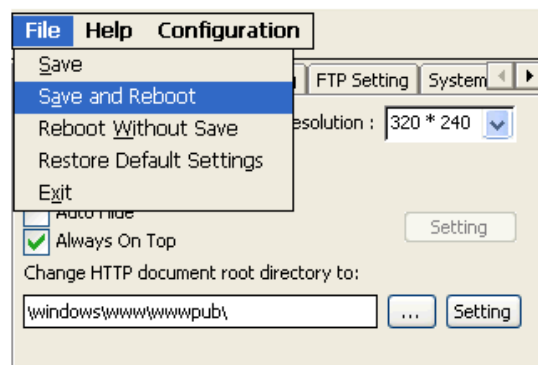 File Help Configuration
Save
Save and Reboot
Reboot Without Save
Restore Default Settings
Exit
FTP Setting System
esolution : 320 * 240
Auto Hide
Always On Top
Setting
Change HTTP document root directory to:
\windows\www\wwwpub\ ... Setting